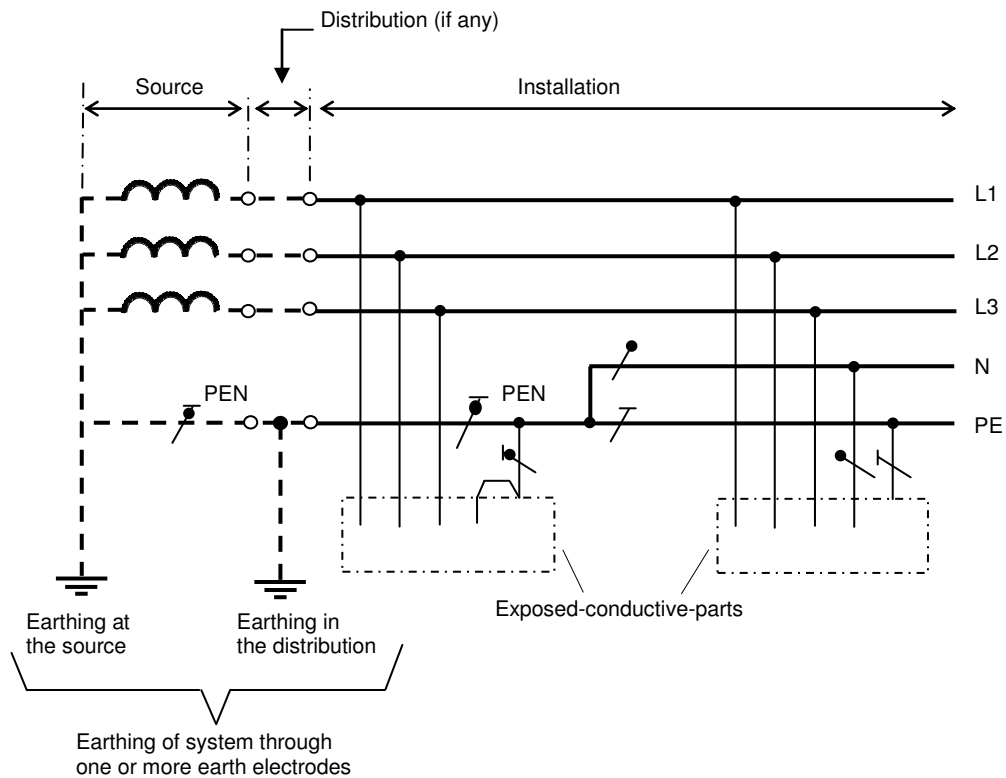 Distribution (if any)
Source
Installation
L1
L2
L3
N
PEN
PEN
PE
Exposed-conductive-parts
Earthing at
the source
Earthing in
the distribution
Earthing of system through
one or more earth electrodes